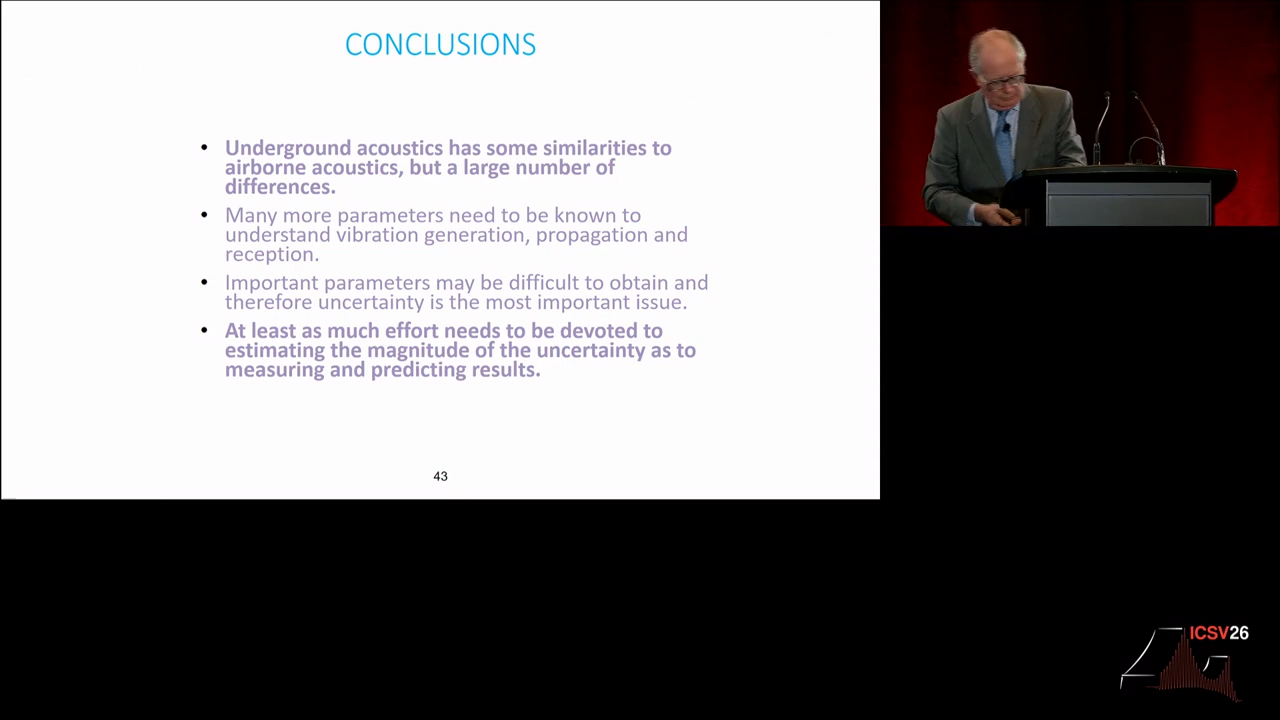 CONCLUSIONS
• Underground acoustics has some similarities to
airborne acoustics, but a large number of
differences.
• Many more parameters need to be known to
understand vibration generation, propagation and
reception.
• Important parameters may be difficult to obtain and
therefore uncertainty is the most important issue.
• At least as much effort needs to be devoted to
estimating the magnitude of the uncertainty as to
measuring and predicting results.
43
ICSV26